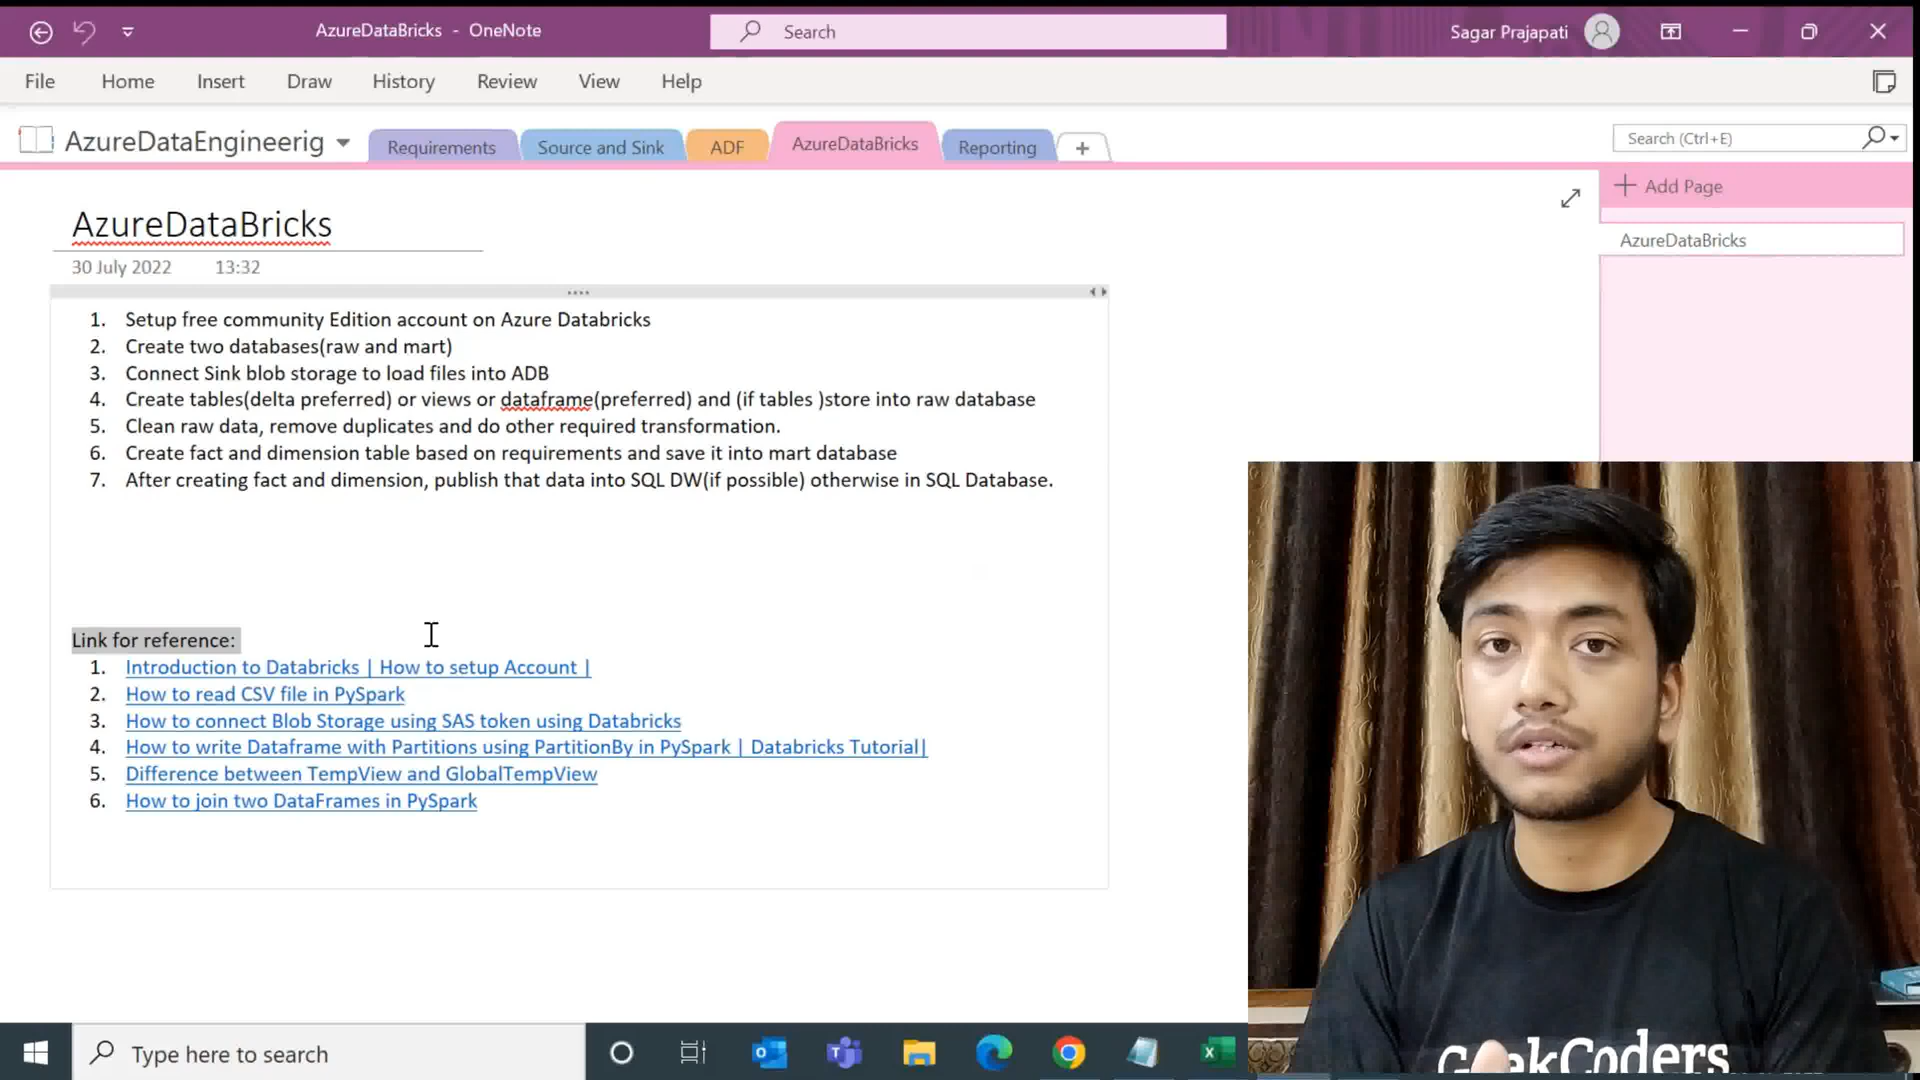 AzureDataBricks - OneNote
Search
Sagar Prajapati
File Home Insert Draw History Review View Help
AzureDataEngineerig
Requirements
Source and Sink
ADF
AzureDataBricks
Reporting
Search (Ctrl+E)
Add Page
AzureDataBricks
AzureDataBricks
30 July 2022 13:32
1. Setup free community Edition account on Azure Databricks
2. Create two databases(raw and mart)
3. Connect Sink blob storage to load files into ADB
4. Create tables(delta preferred) or views or dataframe(preferred) and (if tables )store into raw database
5. Clean raw data, remove duplicates and do other required transformation.
6. Create fact and dimension table based on requirements and save it into mart database
7. After creating fact and dimension, publish that data into SQL DW(if possible) otherwise in SQL Database.
Link for reference:
1. Introduction to Databricks | How to setup Account |
2. How to read CSV file in PySpark
3. How to connect Blob Storage using SAS token using Databricks
4. How to write Dataframe with Partitions using PartitionBy in PySpark | Databricks Tutorial|
5. Difference between TempView and GlobalTempView
6. How to join two DataFrames in PySpark
GeekCoders
Type here to search